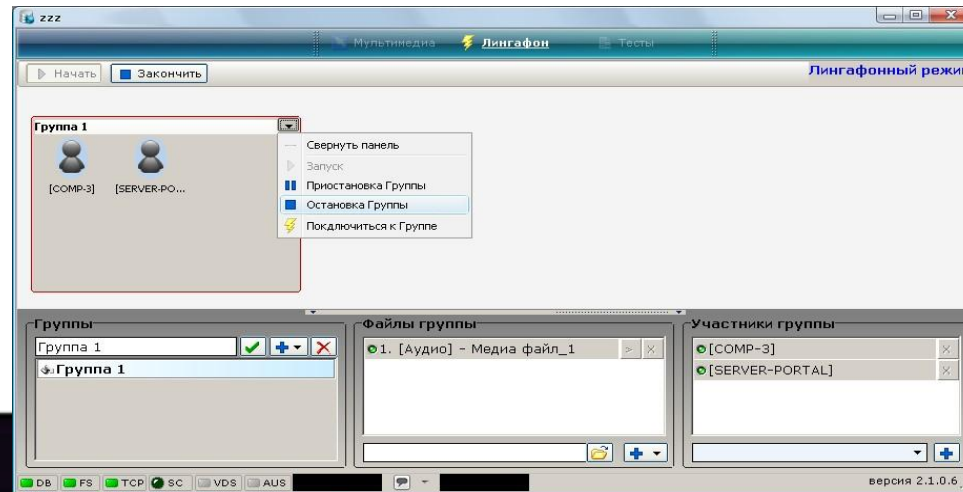 zzz
Мультимедиа Лингафон Тесты
Начать Закончить
Лингафонный режи
Группа 1
[COMP-3] [SERVER-PO...
Свернуть панель
Запуск
Приостановка Группы
Остановка Группы
Покдлючиться к Группе
Группы
Группа 1
Группа 1
Файлы группы
1. [Аудио] - Медиа файл_1
Участники группы
[COMP-3]
[SERVER-PORTAL]
DB FS TCP SC VDS AUS
версия 2.1.0.6